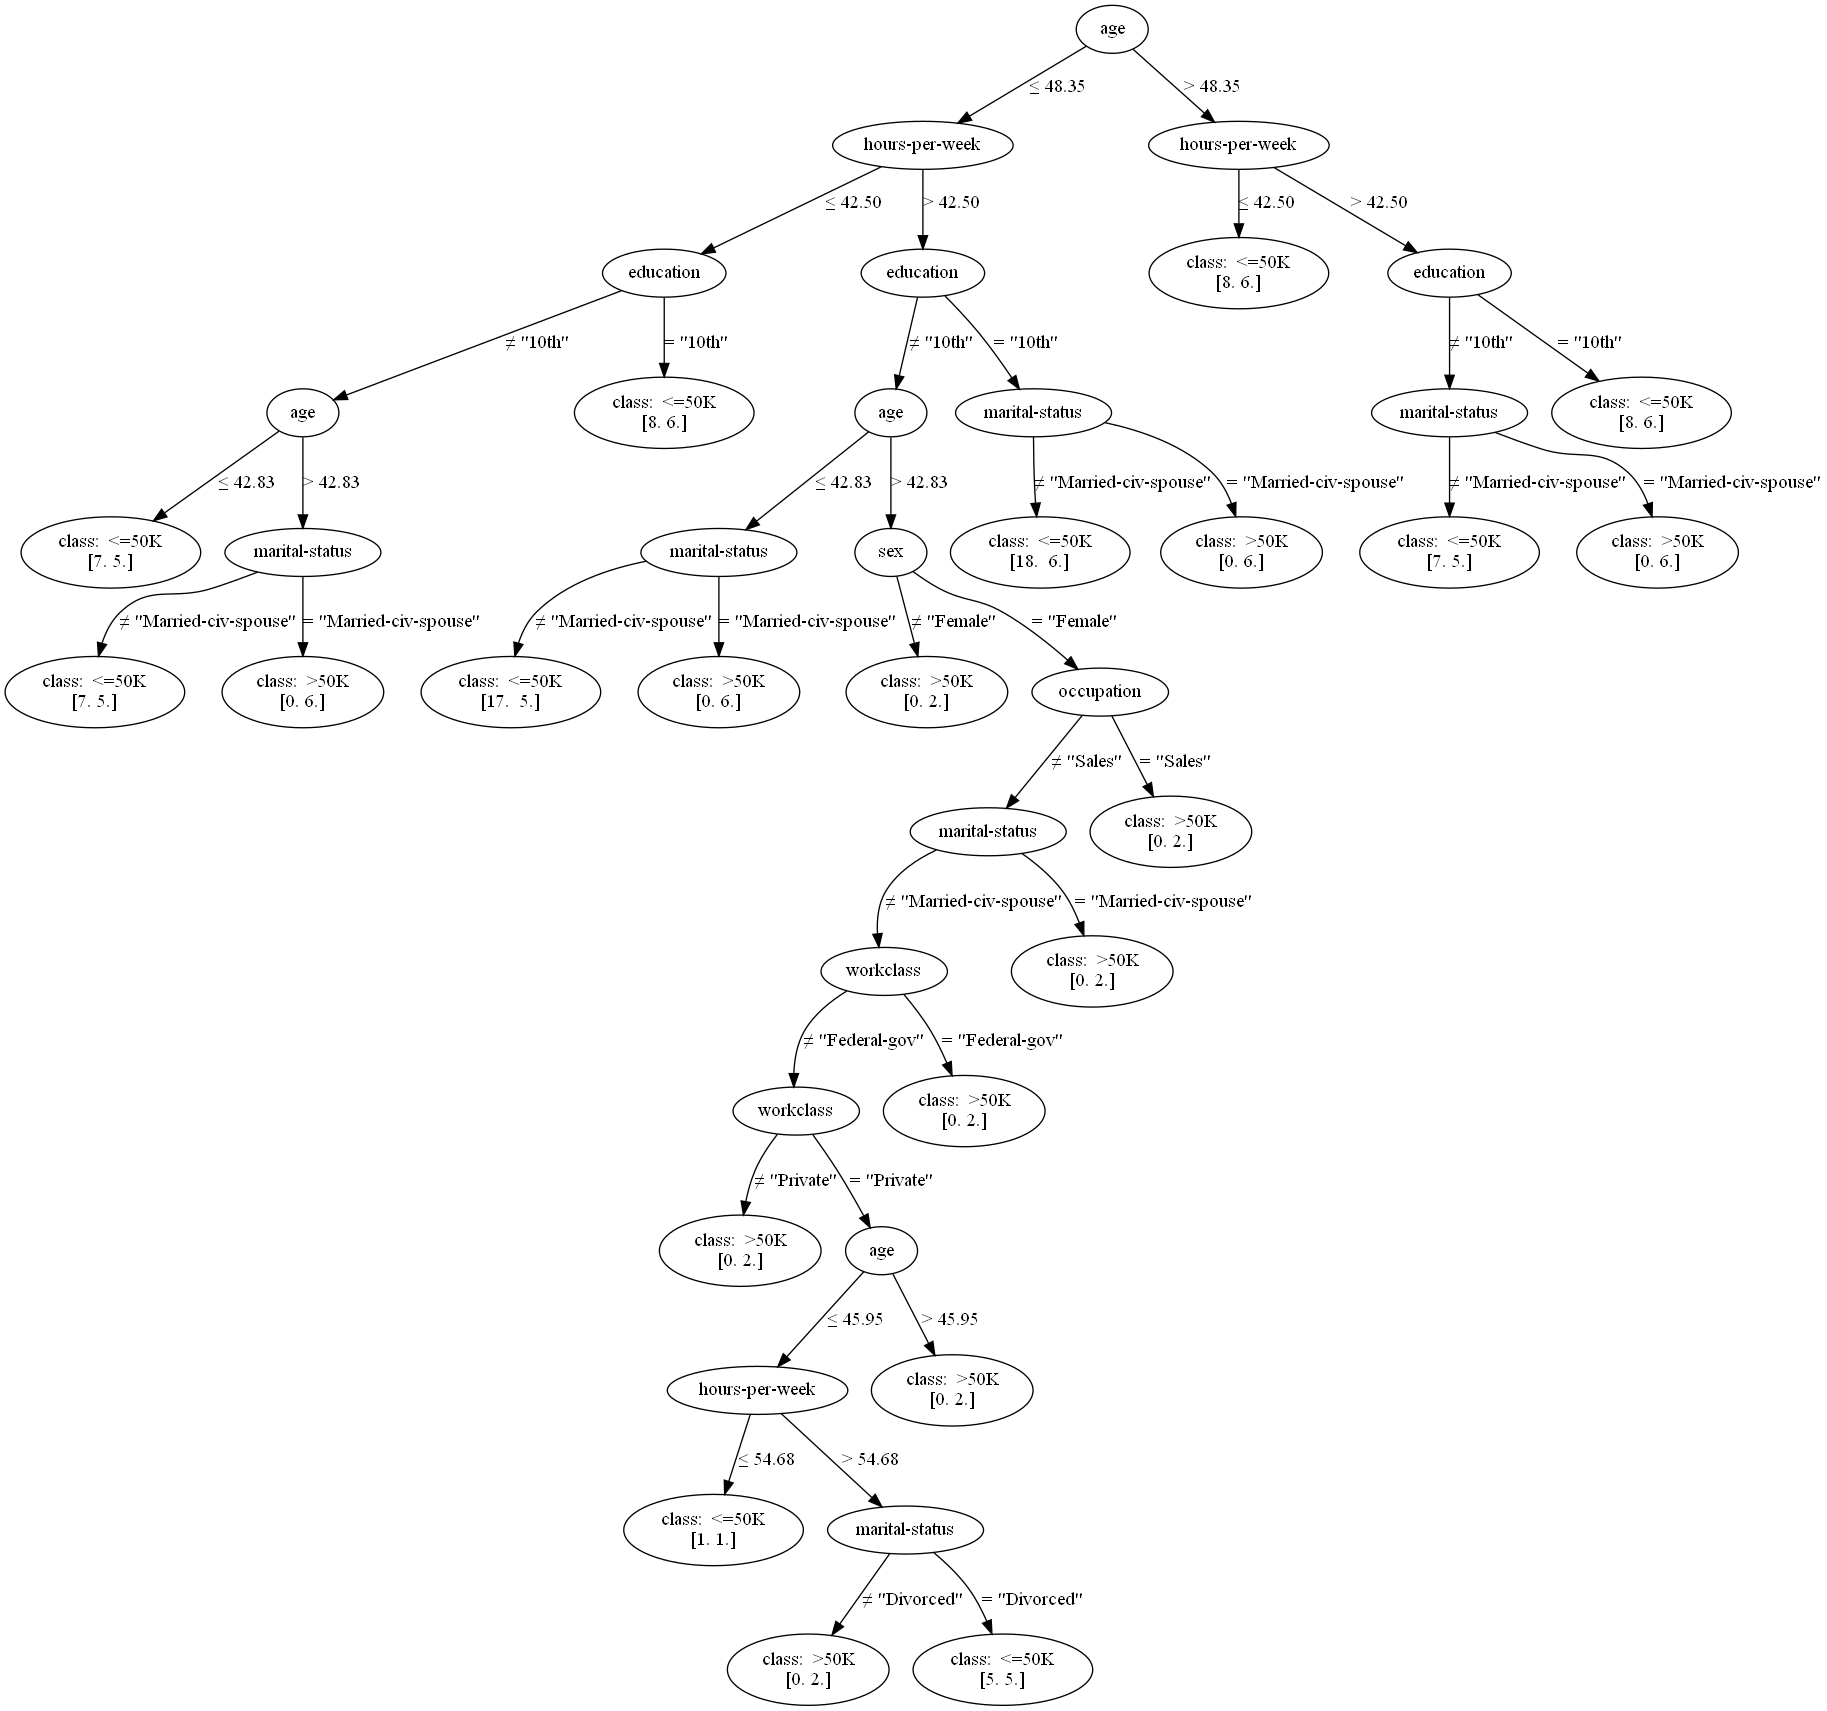 age
≤ 48.35
> 48.35
hours-per-week
hours-per-week
≤ 42.50
> 42.50
≤ 42.50
> 42.50
education
education
class: <=50K
[8. 6.]
education
≠ "10th"
= "10th"
≠ "10th"
= "10th"
≠ "10th"
= "10th"
age
class: <=50K
[8. 6.]
age
marital-status
marital-status
class: <=50K
[8. 6.]
≤ 42.83
> 42.83
≤ 42.83
> 42.83
≠ "Married-civ-spouse"
= "Married-civ-spouse"
≠ "Married-civ-spouse"
= "Married-civ-spouse"
class: <=50K
[7. 5.]
marital-status
marital-status
sex
class: <=50K
[18.  6.]
class: >50K
[0. 6.]
class: <=50K
[7. 5.]
class: >50K
[0. 6.]
≠ "Married-civ-spouse"
= "Married-civ-spouse"
≠ "Married-civ-spouse"
= "Married-civ-spouse"
≠ "Female"
= "Female"
class: <=50K
[7. 5.]
class: >50K
[0. 6.]
class: <=50K
[17.  5.]
class: >50K
[0. 6.]
class: >50K
[0. 2.]
occupation
≠ "Sales"
= "Sales"
marital-status
class: >50K
[0. 2.]
≠ "Married-civ-spouse"
= "Married-civ-spouse"
workclass
class: >50K
[0. 2.]
≠ "Federal-gov"
= "Federal-gov"
workclass
class: >50K
[0. 2.]
≠ "Private"
= "Private"
class: >50K
[0. 2.]
age
≤ 45.95
> 45.95
hours-per-week
class: >50K
[0. 2.]
≤ 54.68
> 54.68
class: <=50K
[1. 1.]
marital-status
≠ "Divorced"
= "Divorced"
class: >50K
[0. 2.]
class: <=50K
[5. 5.]